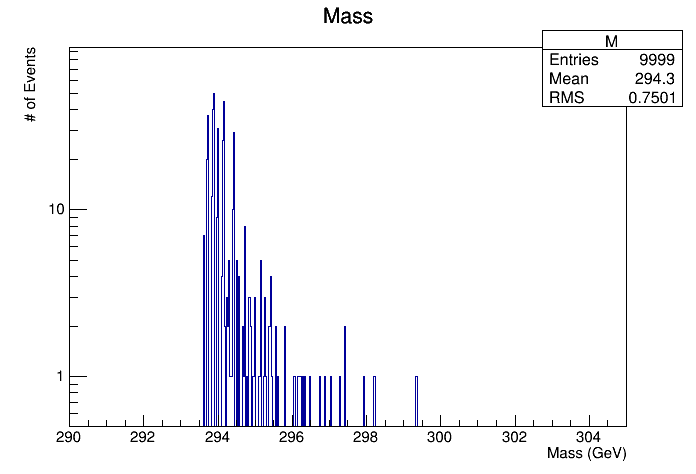 Mass
M
Entries 9999
Mean 294.3
RMS 0.7501
# of Events
10
1
290 292 294 296 298 300 302 304
Mass (GeV)